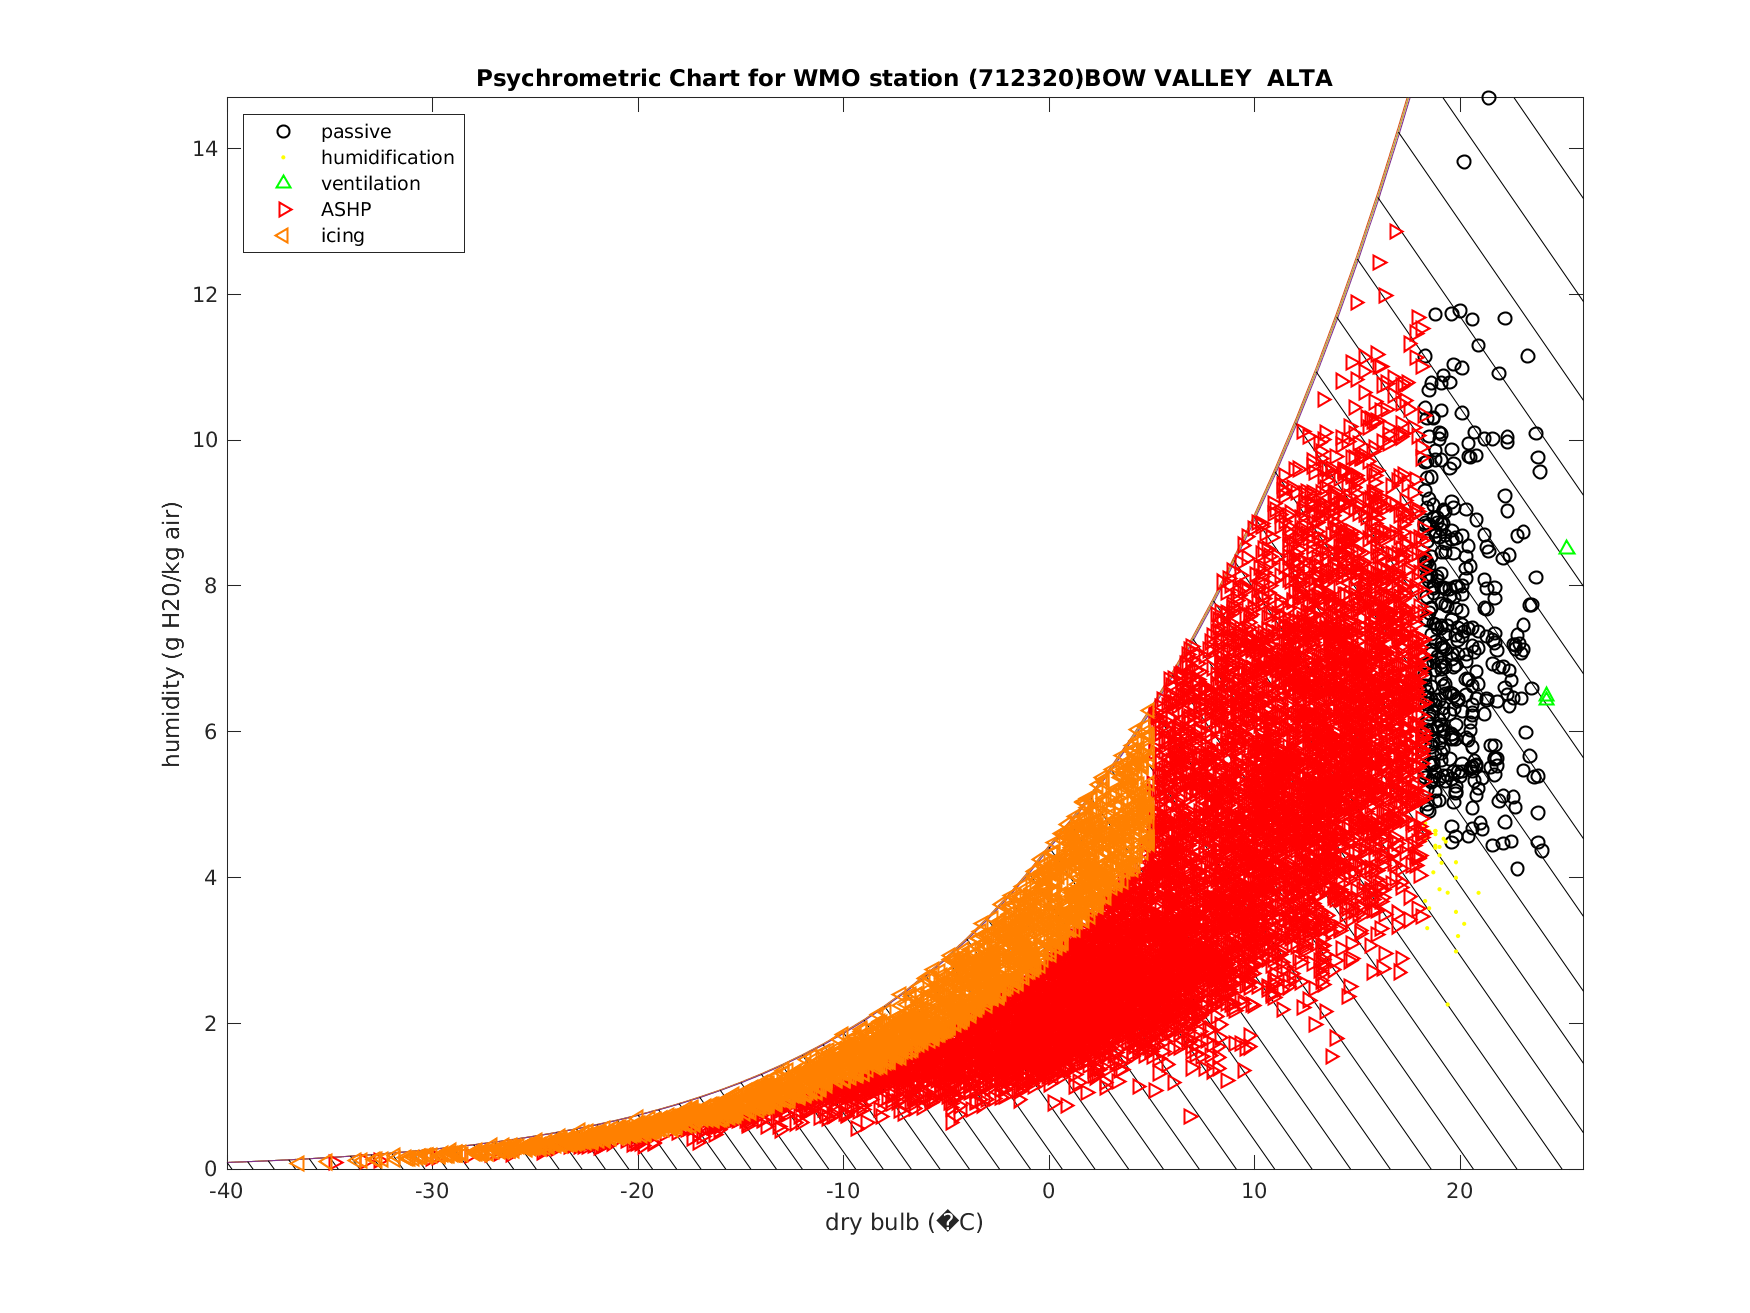 Psychrometric Chart for WMO station (712320)BOW VALLEY  ALTA
passive
humidification
ventilation
ASHP
icing
14
12
10
8
6
4
2
0
humidity (g H20/kg air)
-40 -30 -20 -10 0 10 20
dry bulb (�C)